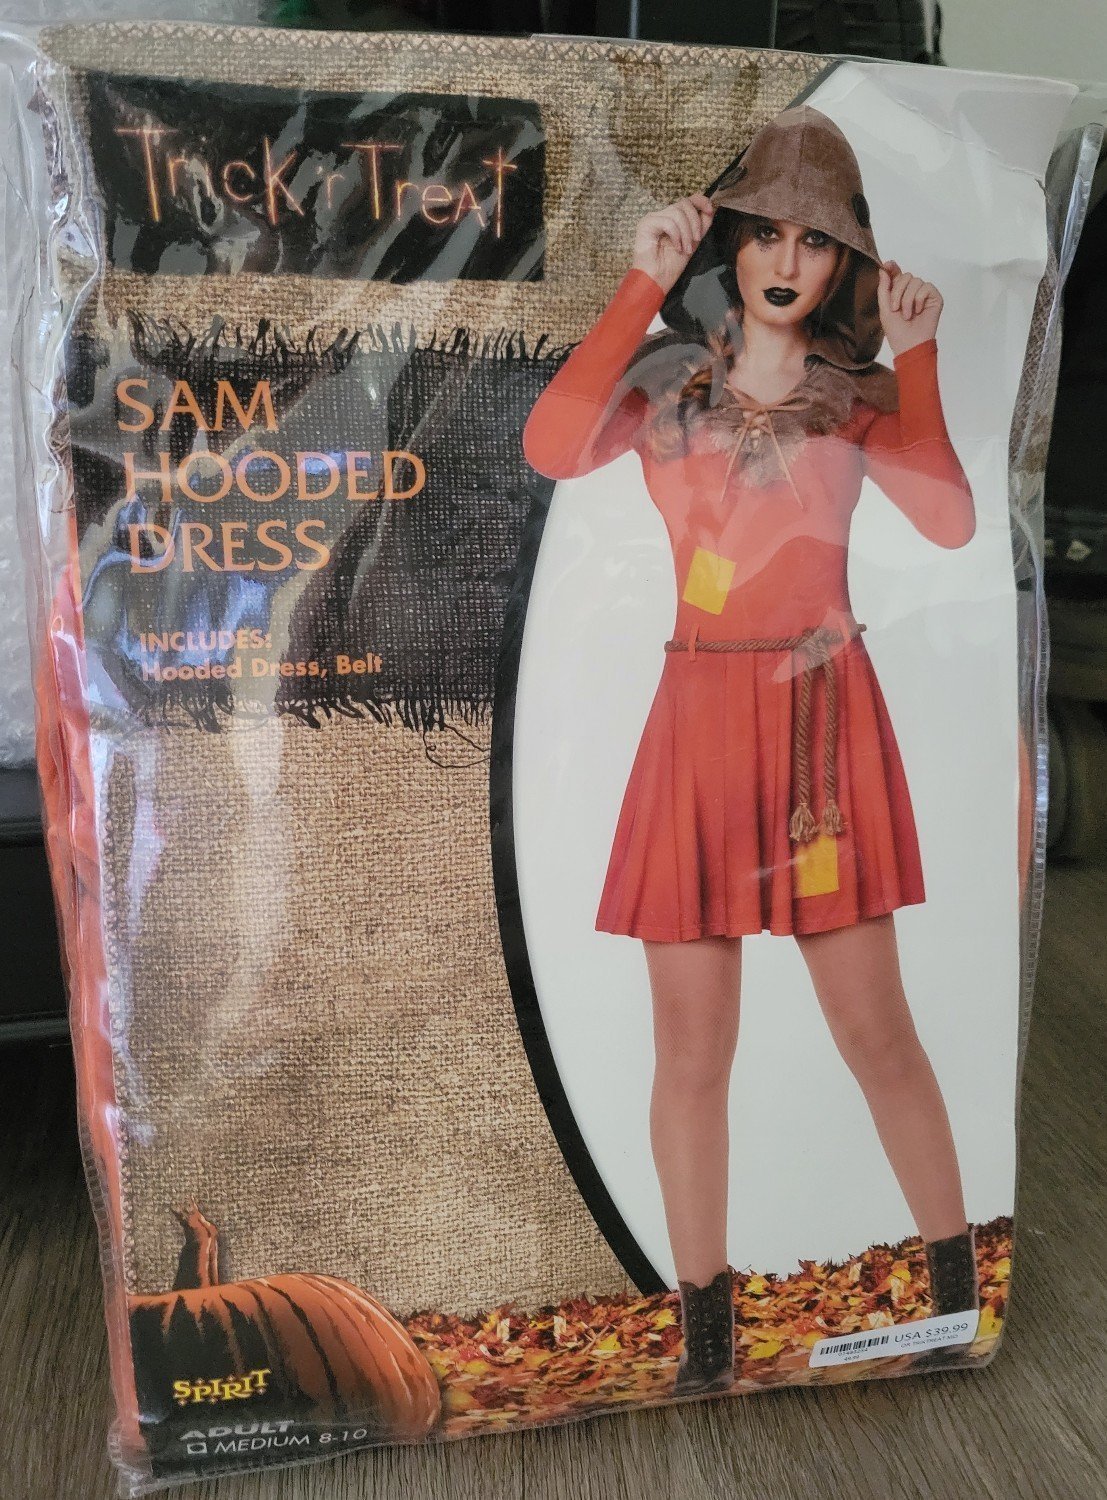 Trick 'r Treat
SAM
HOODED
DRESS
INCLUDES:
Hooded Dress, Belt
USA $39.99
SPIRIT
ADULT
MEDIUM 8-10